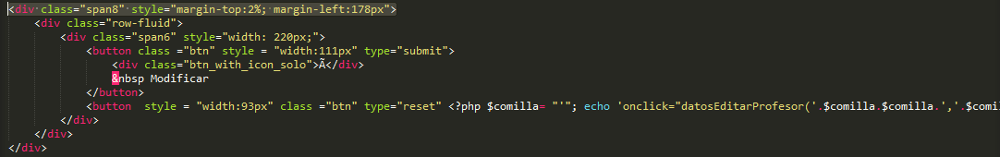 <div class="span8" style="margin-top:2%; margin-left:178px">
<div class="row-fluid">
<div class="span6" style="width: 220px;">
<button class ="btn" style = "width:111px" type="submit">
<div class="btn_with_icon_solo">Ã</div>
&nbsp Modificar
</button>
<button  style = "width:93px" class ="btn" type="reset" <?php $comilla= "'"; echo 'onclick="datosEditarProfesor('.$comilla.$comilla.','.$comi
</div>
</div>
</div>